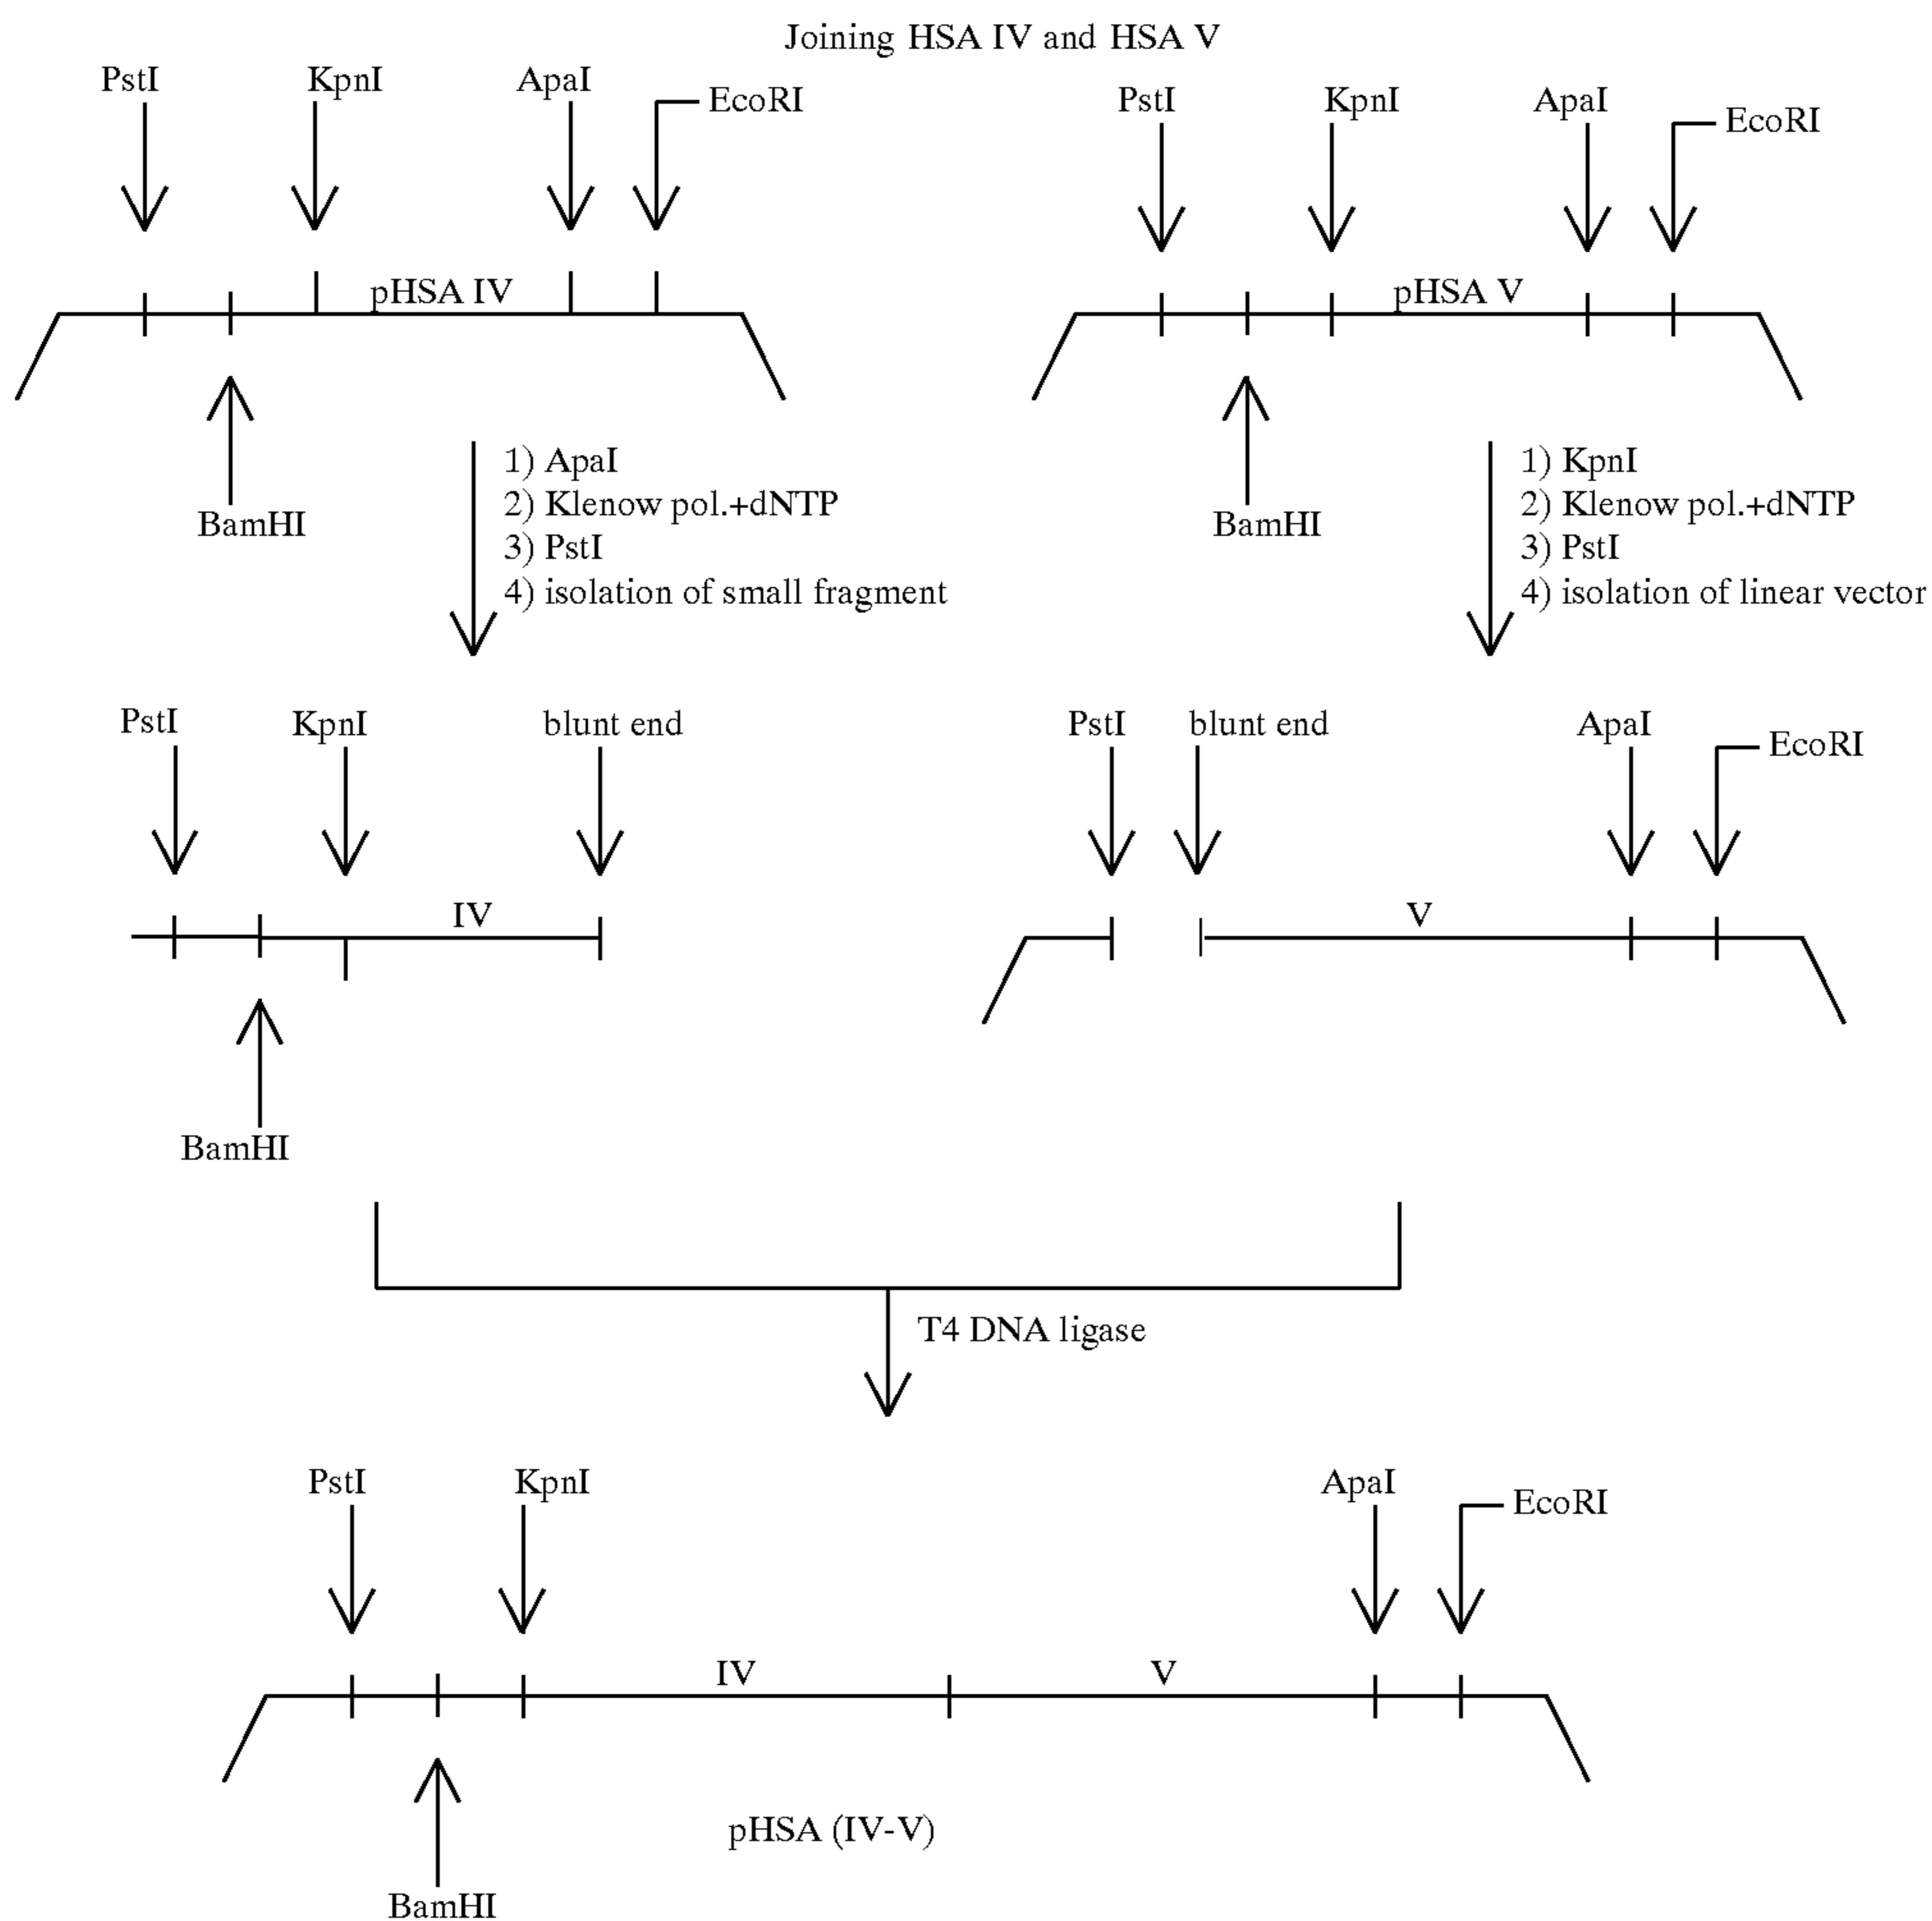 Joining HSA IV and HSA V
PstI
KpnI
ApaI
EcoRI
pHSA IV
BamHI
1) ApaI
2) Klenow pol.+dNTP
3) PstI
4) isolation of small fragment
PstI
KpnI
ApaI
EcoRI
pHSA V
BamHI
1) KpnI
2) Klenow pol.+dNTP
3) PstI
4) isolation of linear vector
PstI
KpnI
blunt end
IV
BamHI
PstI
blunt end
ApaI
EcoRI
V
T4 DNA ligase
PstI
KpnI
ApaI
EcoRI
IV
V
BamHI
pHSA (IV-V)